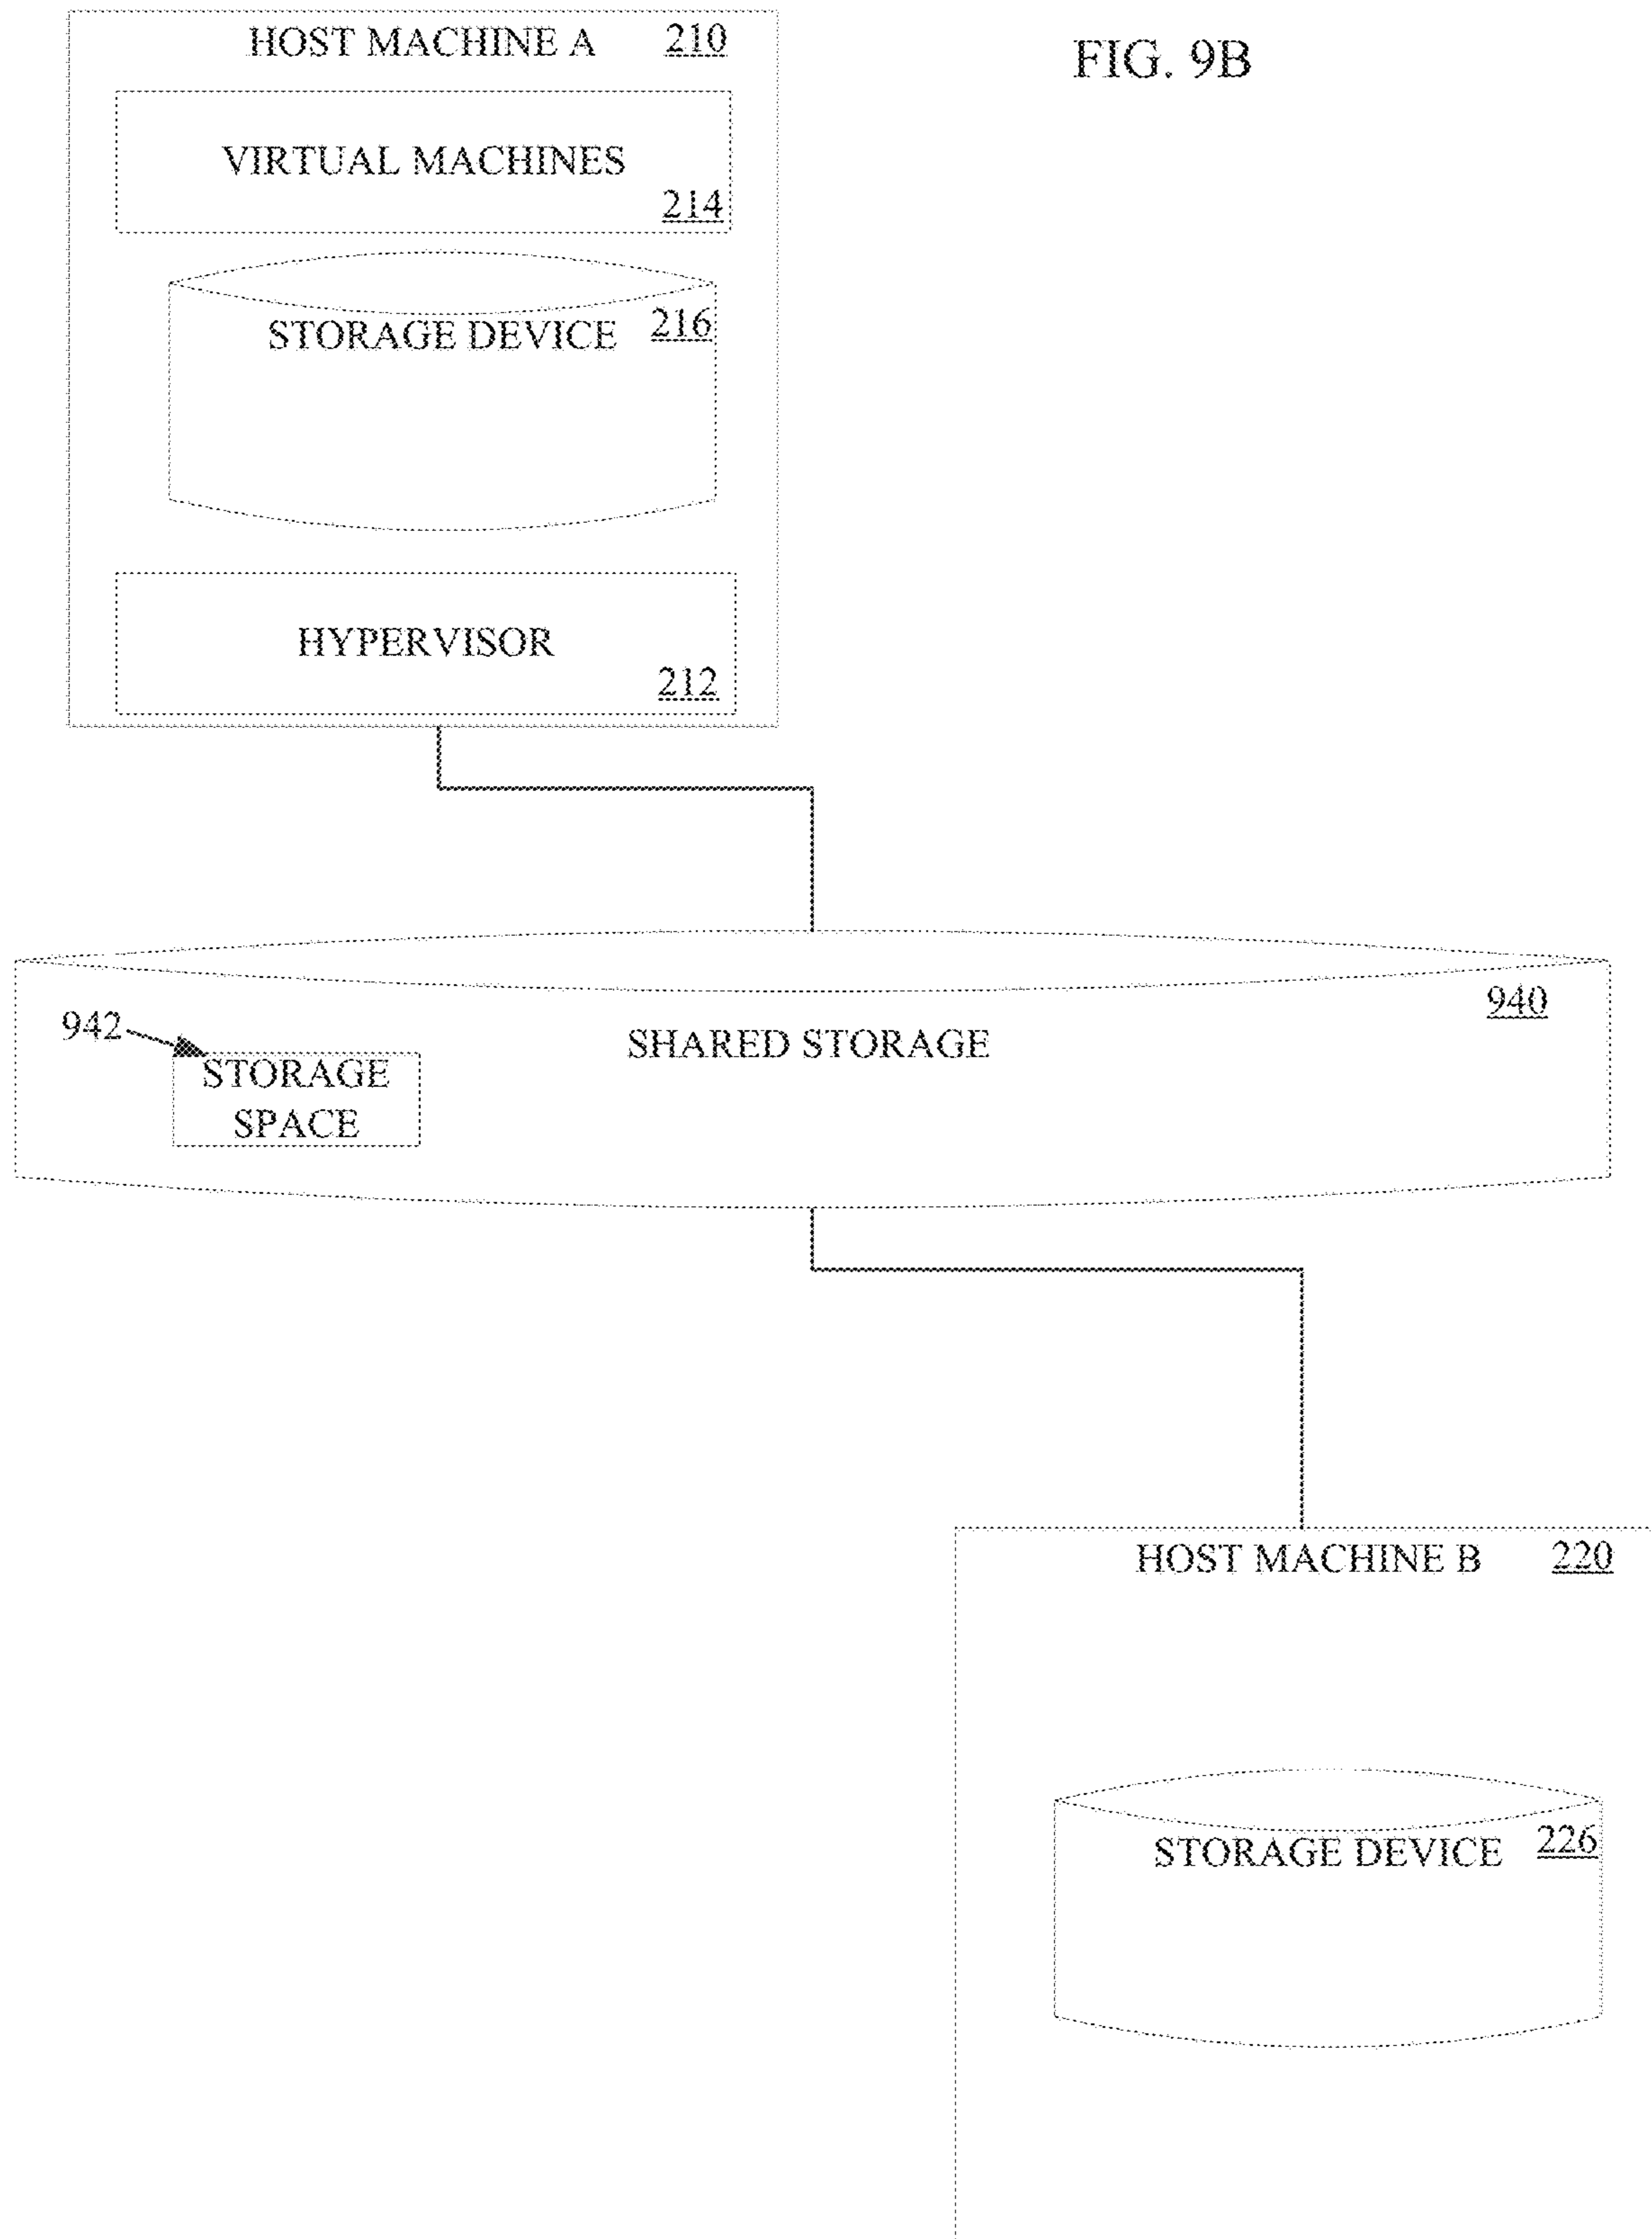 HOST MACHINE A 210
FIG. 9B
VIRTUAL MACHINES
214
STORAGE DEVICE 216
HYPERVISOR
212
940
942
SHARED STORAGE
STORAGE
SPACE
HOST MACHINE B 220
STORAGE DEVICE 226